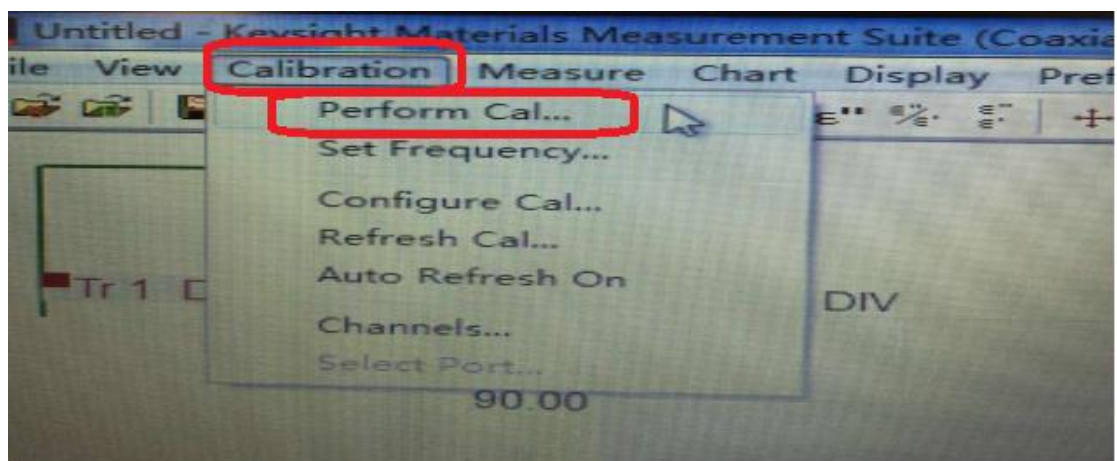 Untitled - Keysight Materials Measurement Suite (Coaxia
ile View Calibration Measure Chart Display Pref
ε" ε"/ε' ε" ε'
Perform Cal...
Set Frequency...
Configure Cal...
Refresh Cal...
Auto Refresh On
Tr 1 D
DIV
Channels...
Select Port...
90.00